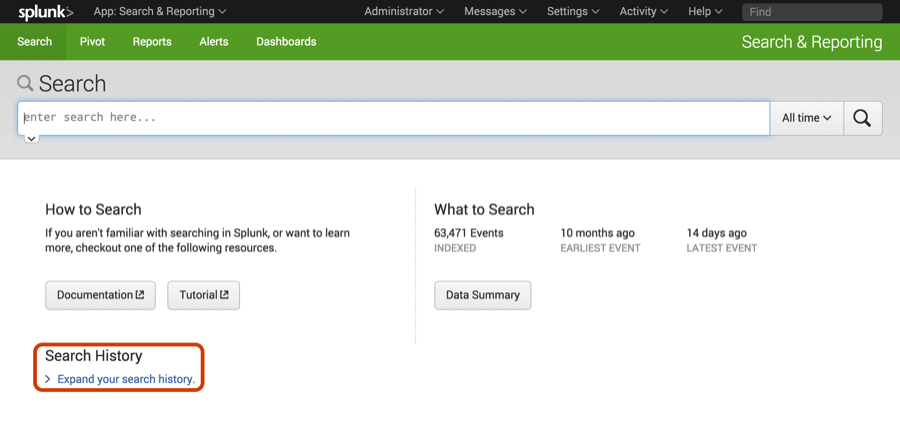 splunk> App: Search & Reporting Administrator Messages Settings Activity Help Find
Search Pivot Reports Alerts Dashboards Search & Reporting
Search
enter search here... All time
How to Search
If you aren't familiar with searching in Splunk, or want to learn
more, checkout one of the following resources.
Documentation Tutorial
What to Search
63,471 Events 10 months ago 14 days ago
INDEXED EARLIEST EVENT LATEST EVENT
Data Summary
Search History
> Expand your search history.